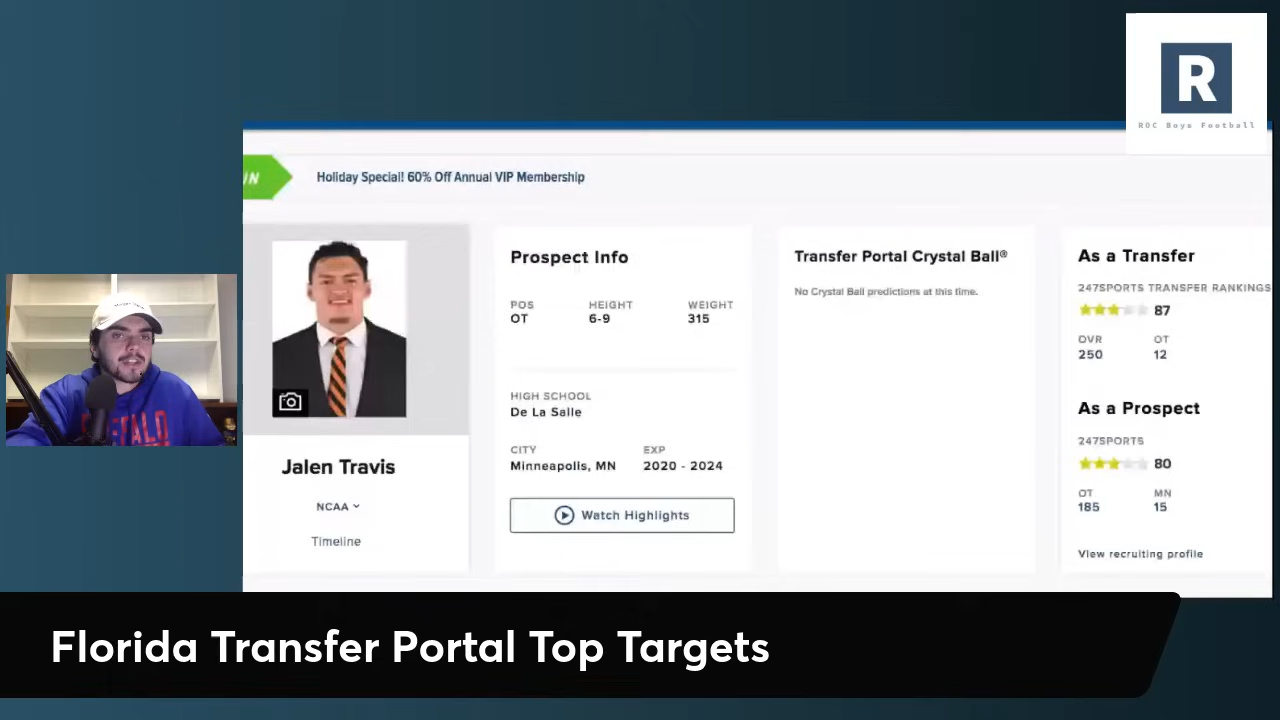 R
ROC Boys Football
IN
Holiday Special! 60% Off Annual VIP Membership
Prospect Info
POS HEIGHT WEIGHT
OT 6-9 315
HIGH SCHOOL
De La Salle
CITY EXP
Minneapolis, MN 2020 - 2024
Watch Highlights
Transfer Portal Crystal Ball®
No Crystal Ball predictions at this time.
As a Transfer
247SPORTS TRANSFER RANKINGS
87
OVR OT
250 12
As a Prospect
247SPORTS
80
OT MN
185 15
View recruiting profile
Jalen Travis
NCAA
Timeline
Florida Transfer Portal Top Targets